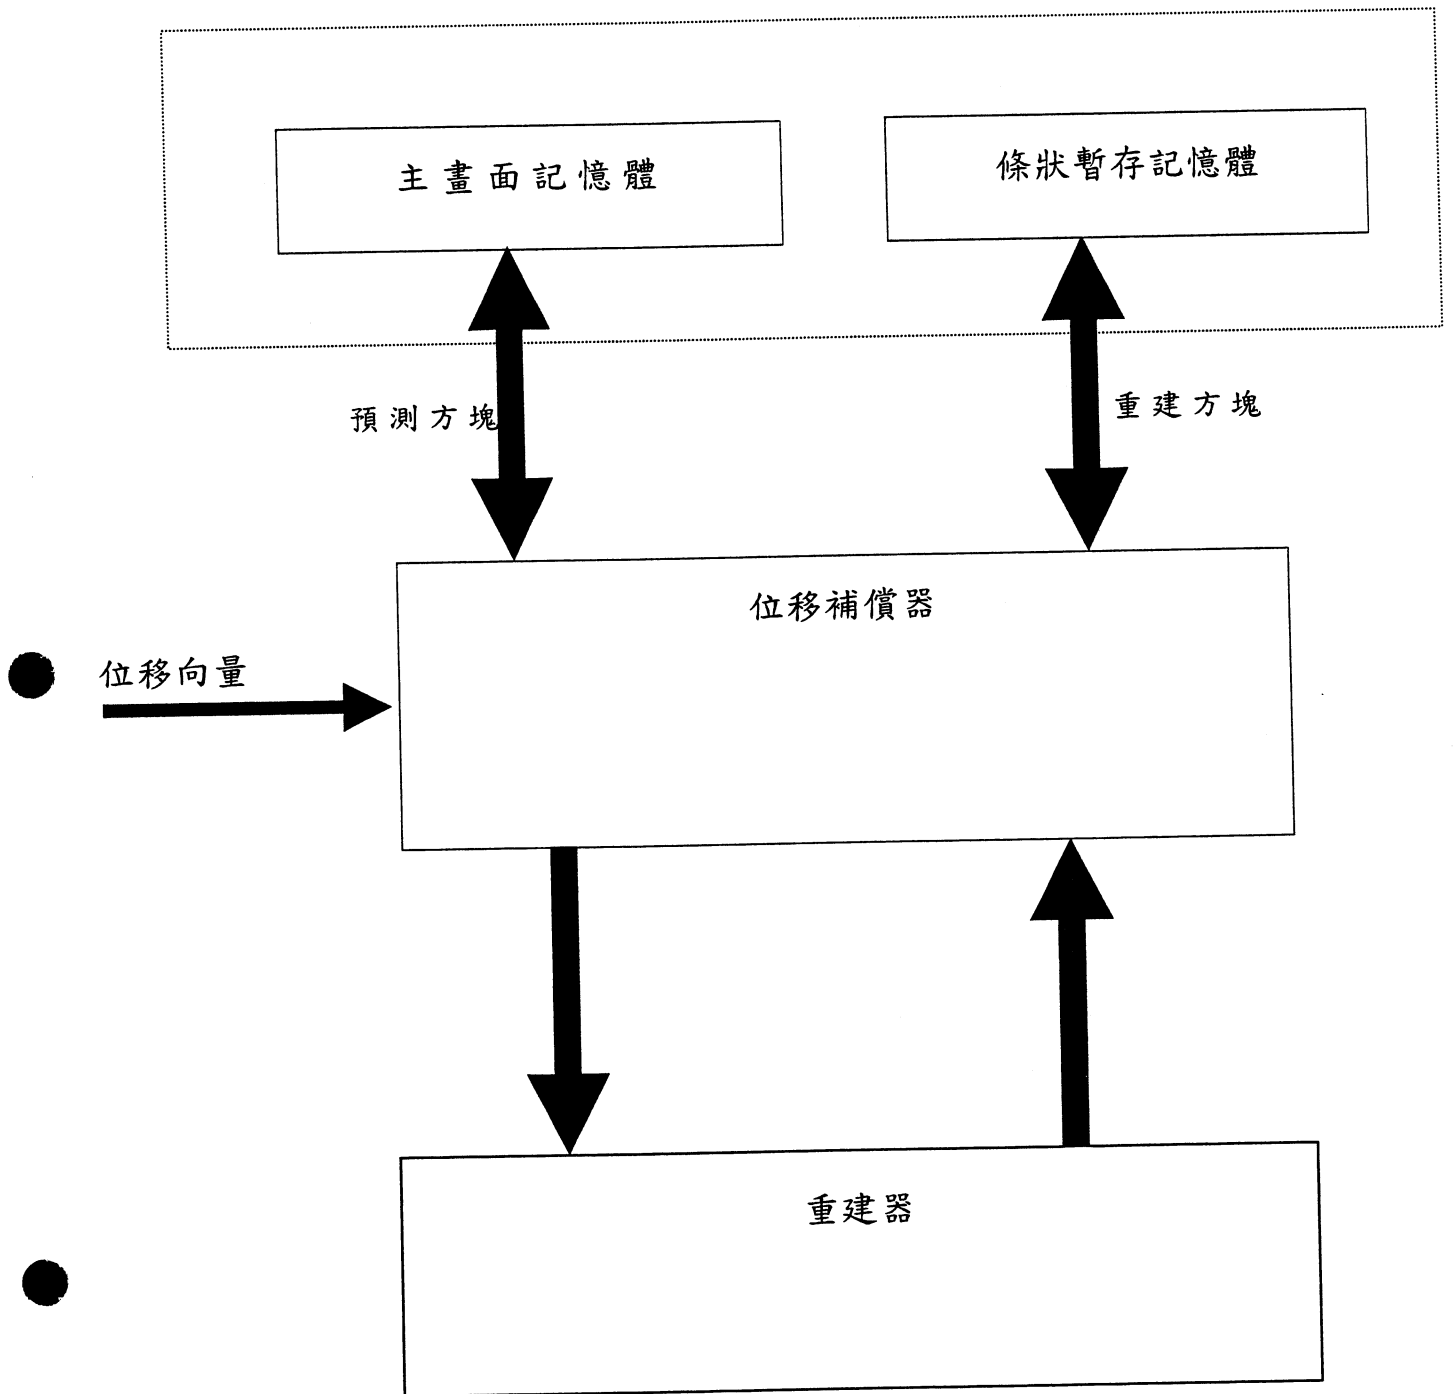 主畫面記憶體
條狀暫存記憶體
預測方塊
重建方塊
位移補償器
位移向量
重建器